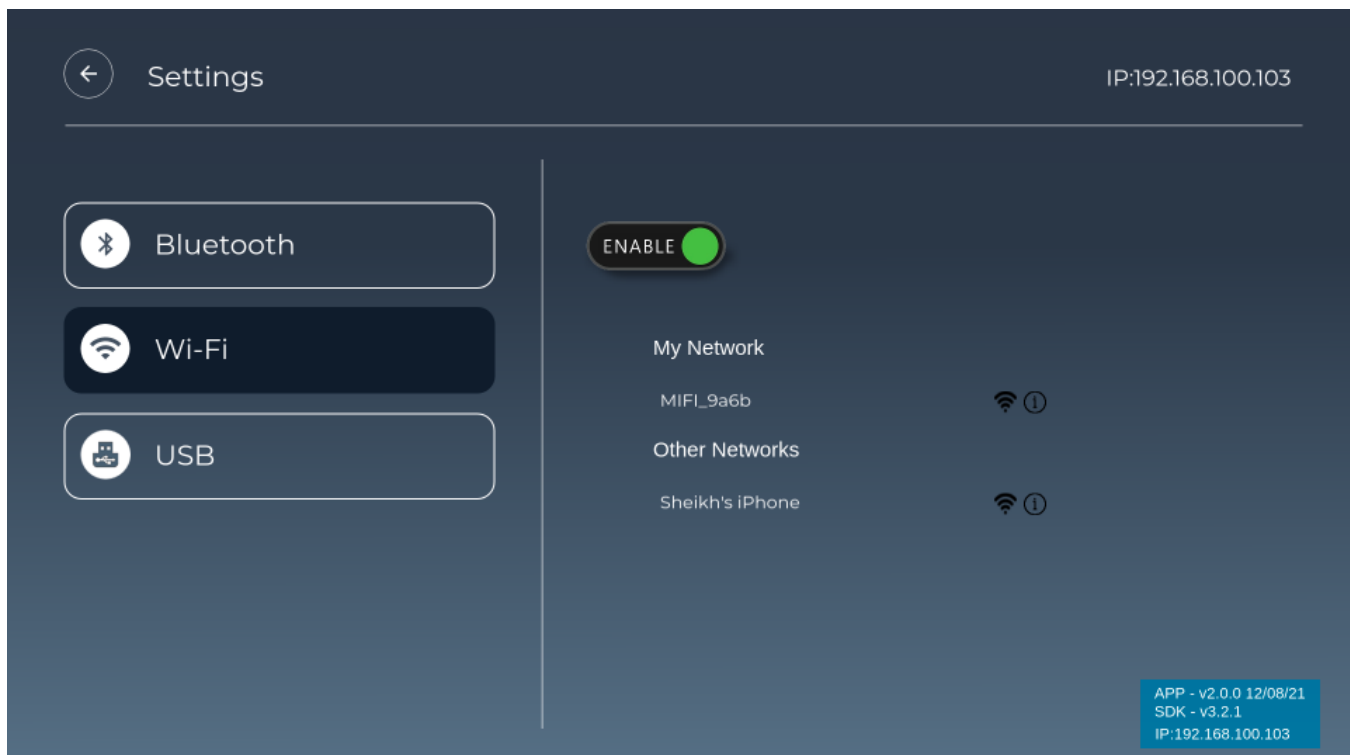 Settings
IP:192.168.100.103
Bluetooth
Wi-Fi
USB
ENABLE
My Network
MIFI_9a6b
Other Networks
Sheikh's iPhone
APP - v2.0.0 12/08/21
SDK - v3.2.1
IP:192.168.100.103